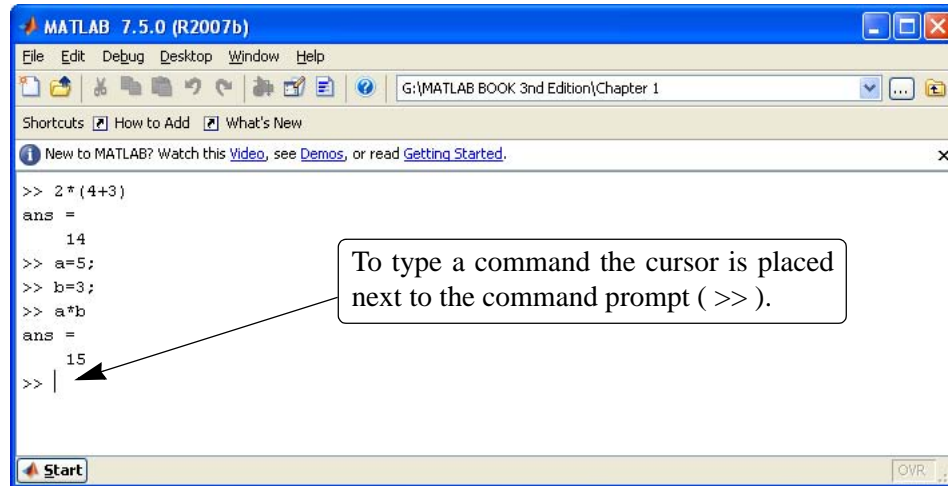 MATLAB 7.5.0 (R2007b)
File Edit Debug Desktop Window Help
G:\MATLAB BOOK 3nd Edition\Chapter 1
Shortcuts How to Add What's New
New to MATLAB? Watch this Video, see Demos, or read Getting Started.
>> 2*(4+3)
ans =
14
>> a=5;
>> b=3;
>> a*b
ans =
15
>>
To type a command the cursor is placed
next to the command prompt ( >> ).
Start
OVR